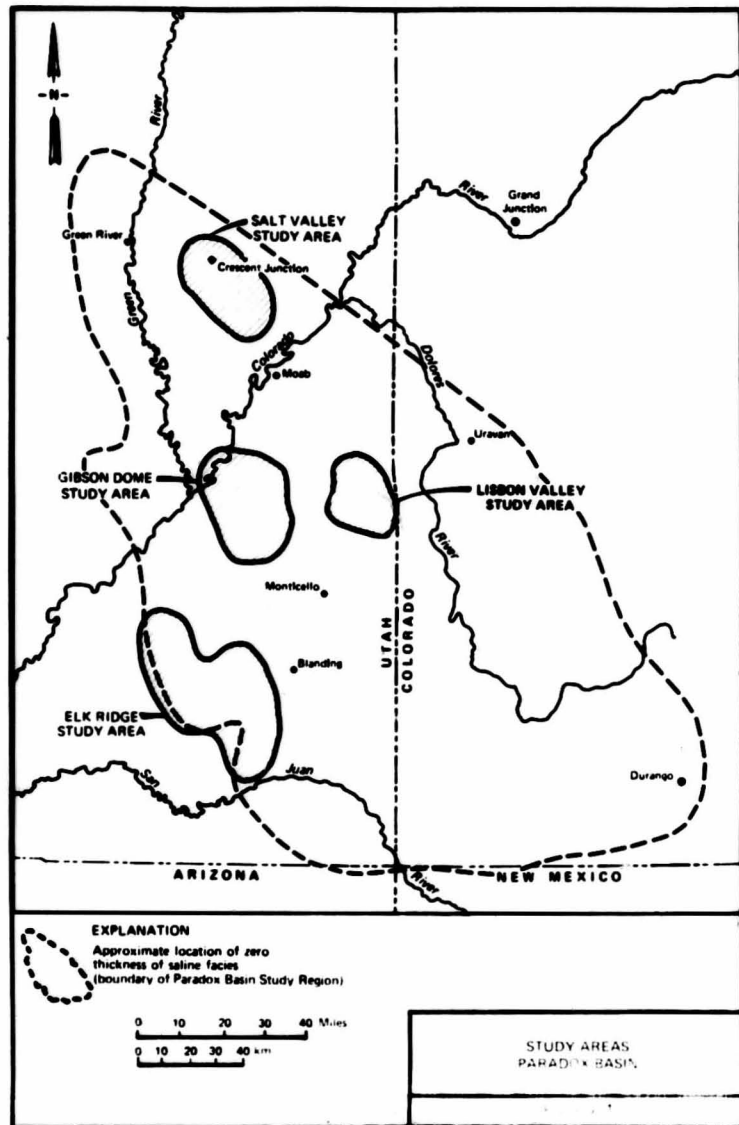 -N-
River
SALT VALLEY
STUDY AREA
River
Grand
Junction
Green River
Crescent Junction
Green
Colorado
Dolores
Moab
Uravan
GIBSON DOME
STUDY AREA
LISBON VALLEY
STUDY AREA
River
Monticello
UTAH
COLORADO
Blanding
ELK RIDGE
STUDY AREA
San
Juan
Durango
ARIZONA
NEW MEXICO
River
EXPLANATION
Approximate location of zero
thickness of saline facies
(boundary of Paradox Basin Study Region)
0 10 20 30 40 Miles
0 10 20 30 40 km
STUDY AREAS
PARADOX BASIN